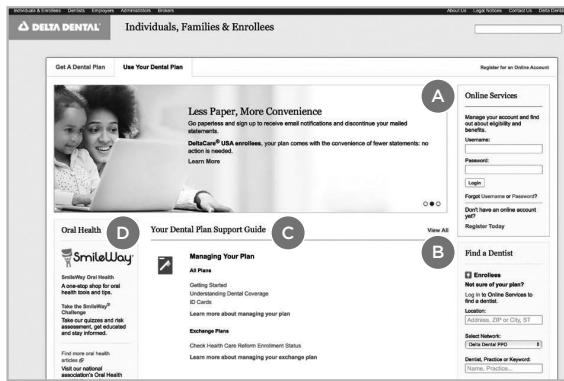 Individuals & Enrollees Dentists Employers Administrators Brokers
About Us Legal Notices Contact Us Delta Dental
DELTA DENTAL®
Individuals, Families & Enrollees
Get A Dental Plan
Use Your Dental Plan
Register for an Online Account
Less Paper, More Convenience
Go paperless and sign up to receive email notifications and discontinue your mailed
statements.
DeltaCare® USA enrollees, your plan comes with the convenience of fewer statements: no
action is needed.
Learn More
A
Online Services
Manage your account and find
out about eligibility and
benefits.
Username:
Password:
Login
Forgot Username or Password?
Don't have an online account
yet?
Register Today
Oral Health
D
SmileWay®
SmileWay Oral Health
A one-stop shop for oral
health tools and tips.
Take the SmileWay®
Challenge
Take our quizzes and risk
assessment, get educated
and stay informed.
Find more oral health
articles
Visit our national
association's Oral Health
Your Dental Plan Support Guide
C
View All
Managing Your Plan
All Plans
Getting Started
Understanding Dental Coverage
ID Cards
Learn more about managing your plan
Exchange Plans
Check Health Care Reform Enrollment Status
Learn more about managing your exchange plan
B
Find a Dentist
Enrollees
Not sure of your plan?
Log in to Online Services to
find a dentist.
Location:
Address, ZIP or City, ST
Select Network:
Delta Dental PPO
Dentist, Practice or Keyword:
Name, Practice...